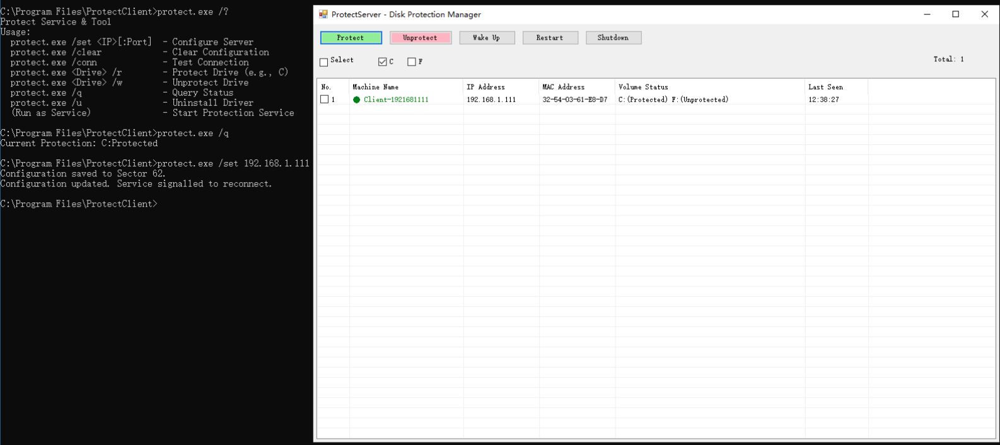 C:\Program Files\ProtectClient>protect.exe /?
Protect Service & Tool
Usage:
protect.exe /set <IP>[:Port] - Configure Server
protect.exe /clear - Clear Configuration
protect.exe /conn - Test Connection
protect.exe <Drive> /r - Protect Drive (e.g., C)
protect.exe <Drive> /w - Unprotect Drive
protect.exe /q - Query Status
protect.exe /u - Uninstall Driver
(Run as Service) - Start Protection Service
C:\Program Files\ProtectClient>protect.exe /q
Current Protection: C:Protected
C:\Program Files\ProtectClient>protect.exe /set 192.168.1.111
Configuration saved to Sector 62.
Configuration updated. Service signalled to reconnect.
C:\Program Files\ProtectClient>
ProtectServer - Disk Protection Manager
Protect Unprotect Wake Up Restart Shutdown
Select C F Total: 1
No. Machine Name IP Address MAC Address Volume Status Last Seen
1 Client-1921681111 192.168.1.111 32-54-03-61-E8-D7 C:(Protected) F:(Unprotected) 12:38:27